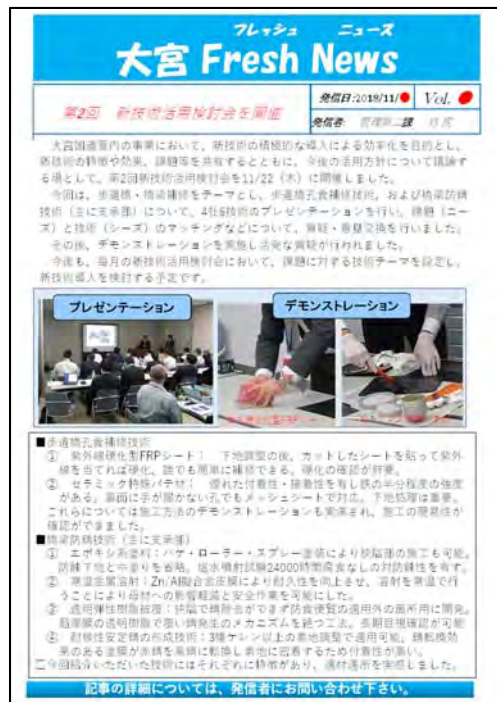 フレッシュ ニュース
大宮 Fresh News
第2回 新技術活用検討会を開催
発信日:2018/11/ Vol.
発信者: 管理第二課
大宮国道管内の事業において、新技術の積極的な導入による効率化を目的とし、
新技術の特徴や効果、課題等を共有するとともに、今後の活用方針について議論す
る場として、第2回新技術活用検討会を11/22（木）に開催しました。
今回は、歩道橋・橋梁補修をテーマとし、歩道橋孔食補修技術、および橋梁防錆
技術（主に支承部）について、4社6技術のプレゼンテーションを行い、課題（ニー
ズ）と技術（シーズ）のマッチングなどについて、質疑・意見交換を行いました。
その後、デモンストレーションを実施し活発な質疑が行われました。
今後も、毎月の新技術活用検討会において、課題に対する技術テーマを設定し、
新技術導入を検討する予定です。
プレゼンテーション
デモンストレーション
■歩道橋孔食補修技術
① 紫外線硬化型FRPシート： 下地調整の後、カットしたシートを貼って紫外
線を当てれば硬化、誰でも簡単に補修できる。硬化の確認が肝要。
② セラミック特殊パテ材： 優れた付着性・接着性を有し鉄の半分程度の強度
がある。裏面に手が届かない孔でもメッシュシートで対応。下地処理は重要。
これらについては施工方法のデモンストレーションも実演され、施工の簡易性が
確認ができました。
■橋梁防錆技術（主に支承部）
① エポキシ系塗料：ハケ・ローラー・スプレー塗装により狭隘部の施工も可能。
防錆下地と中塗りを省略。塩水噴射試験24000時間腐食なしの対防錆性を有す。
② 常温金属溶射：Zn/Al擬合金皮膜により耐久性を向上させ、溶射を常温で行
うことにより母材への影響軽減と安全作業を可能にした。
③ 透明弾性樹脂被覆：狭隘で錆除去ができず防食便覧の適用外の箇所用に開発。
脂厚膜の透明樹脂で覆い錆発生のメカニズムを絶つ工法。長期目視確認が可能
④ 耐候性安定錆の形成技術：3種ケレン以上の素地調整で適用可能。錆転換効
果のある塗膜が赤錆を黒錆に転換し素地に密着するため付着性が高い。
□今回紹介いただいた技術にはそれぞれに特徴があり、適材適所を実感しました。
記事の詳細については、発信者にお問い合わせ下さい。